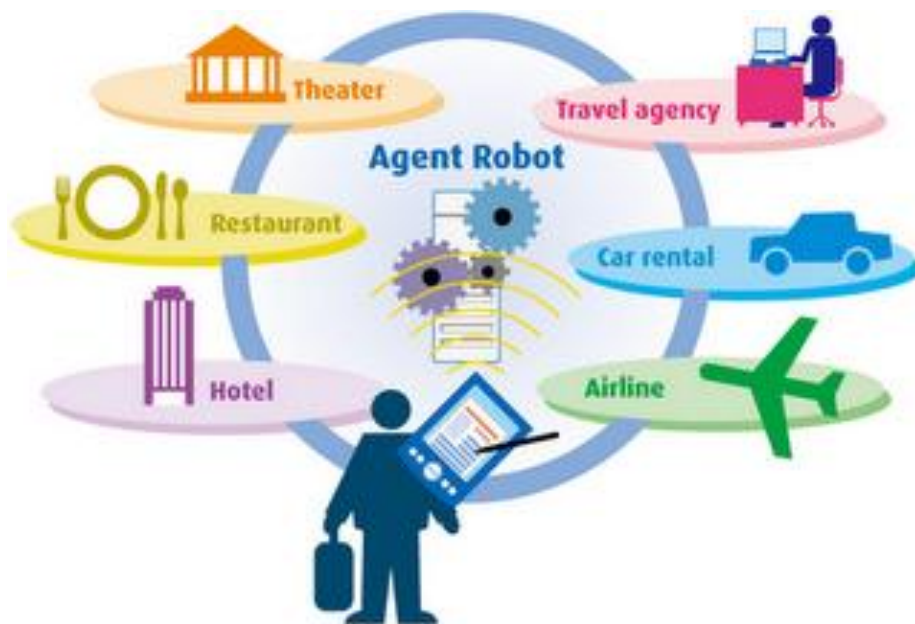 Theater
Travel agency
Agent Robot
Restaurant
Car rental
Hotel
Airline